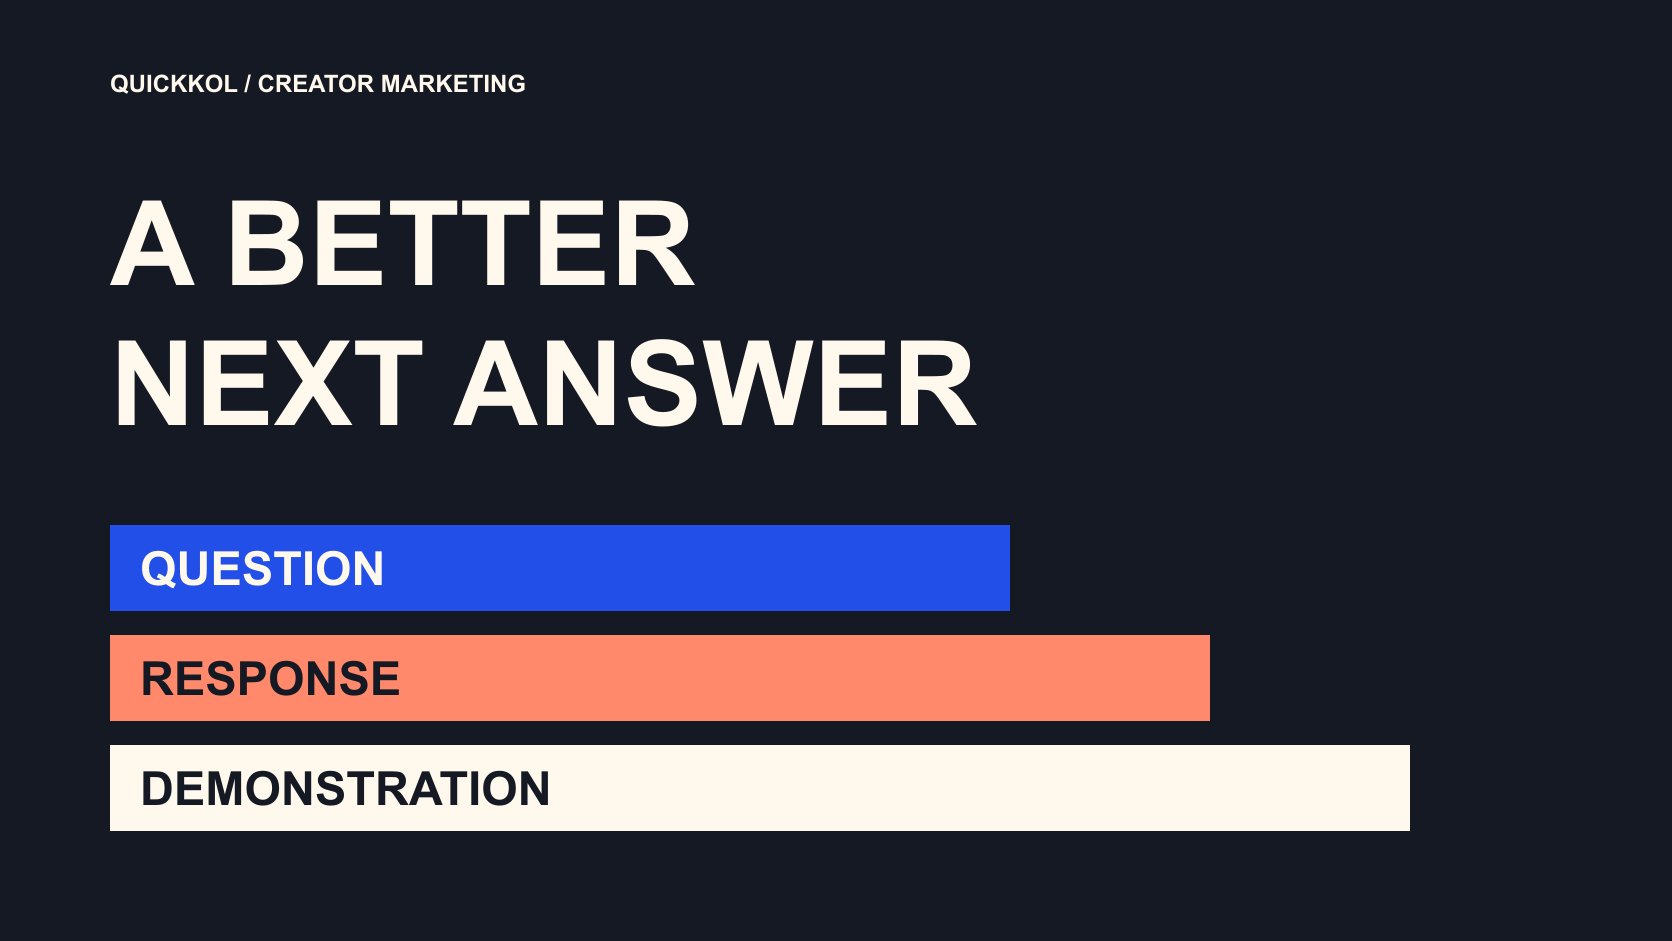 QUICKKOL / CREATOR MARKETING
A BETTER
NEXT ANSWER
QUESTION
RESPONSE
DEMONSTRATION